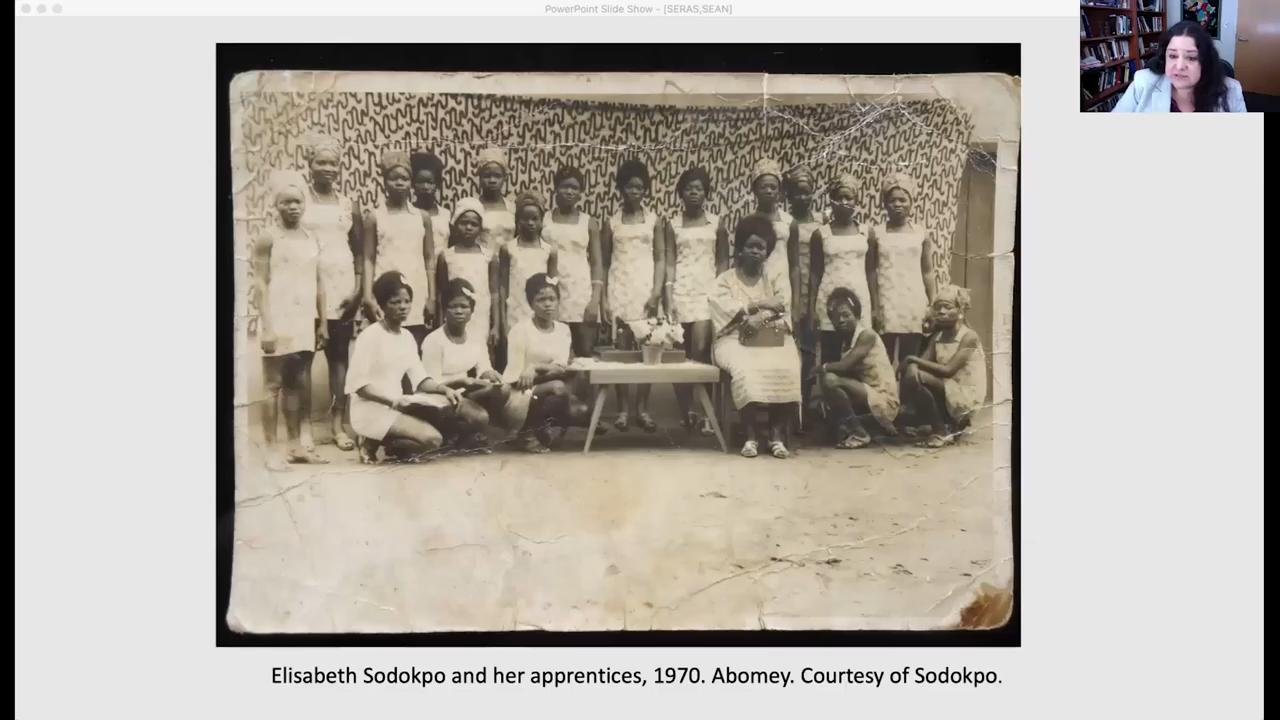 PowerPoint Slide Show - [SERAS,SEAN]
Elisabeth Sodokpo and her apprentices, 1970. Abomey. Courtesy of Sodokpo.